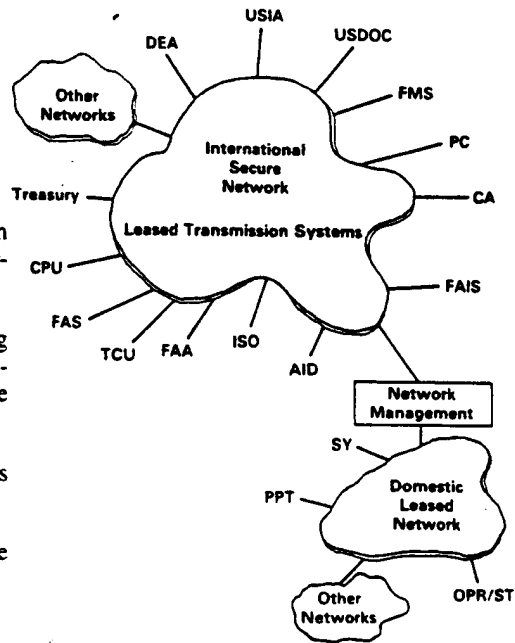 USIA
DEA
USDOC
Other
Networks
FMS
International
Secure
Network
PC
Treasury
CA
Leased Transmission Systems
CPU
FAIS
FAS
TCU
FAA
ISO
AID
Network
Management
SY
PPT
Domestic
Leased
Network
OPR/ST
Other
Networks